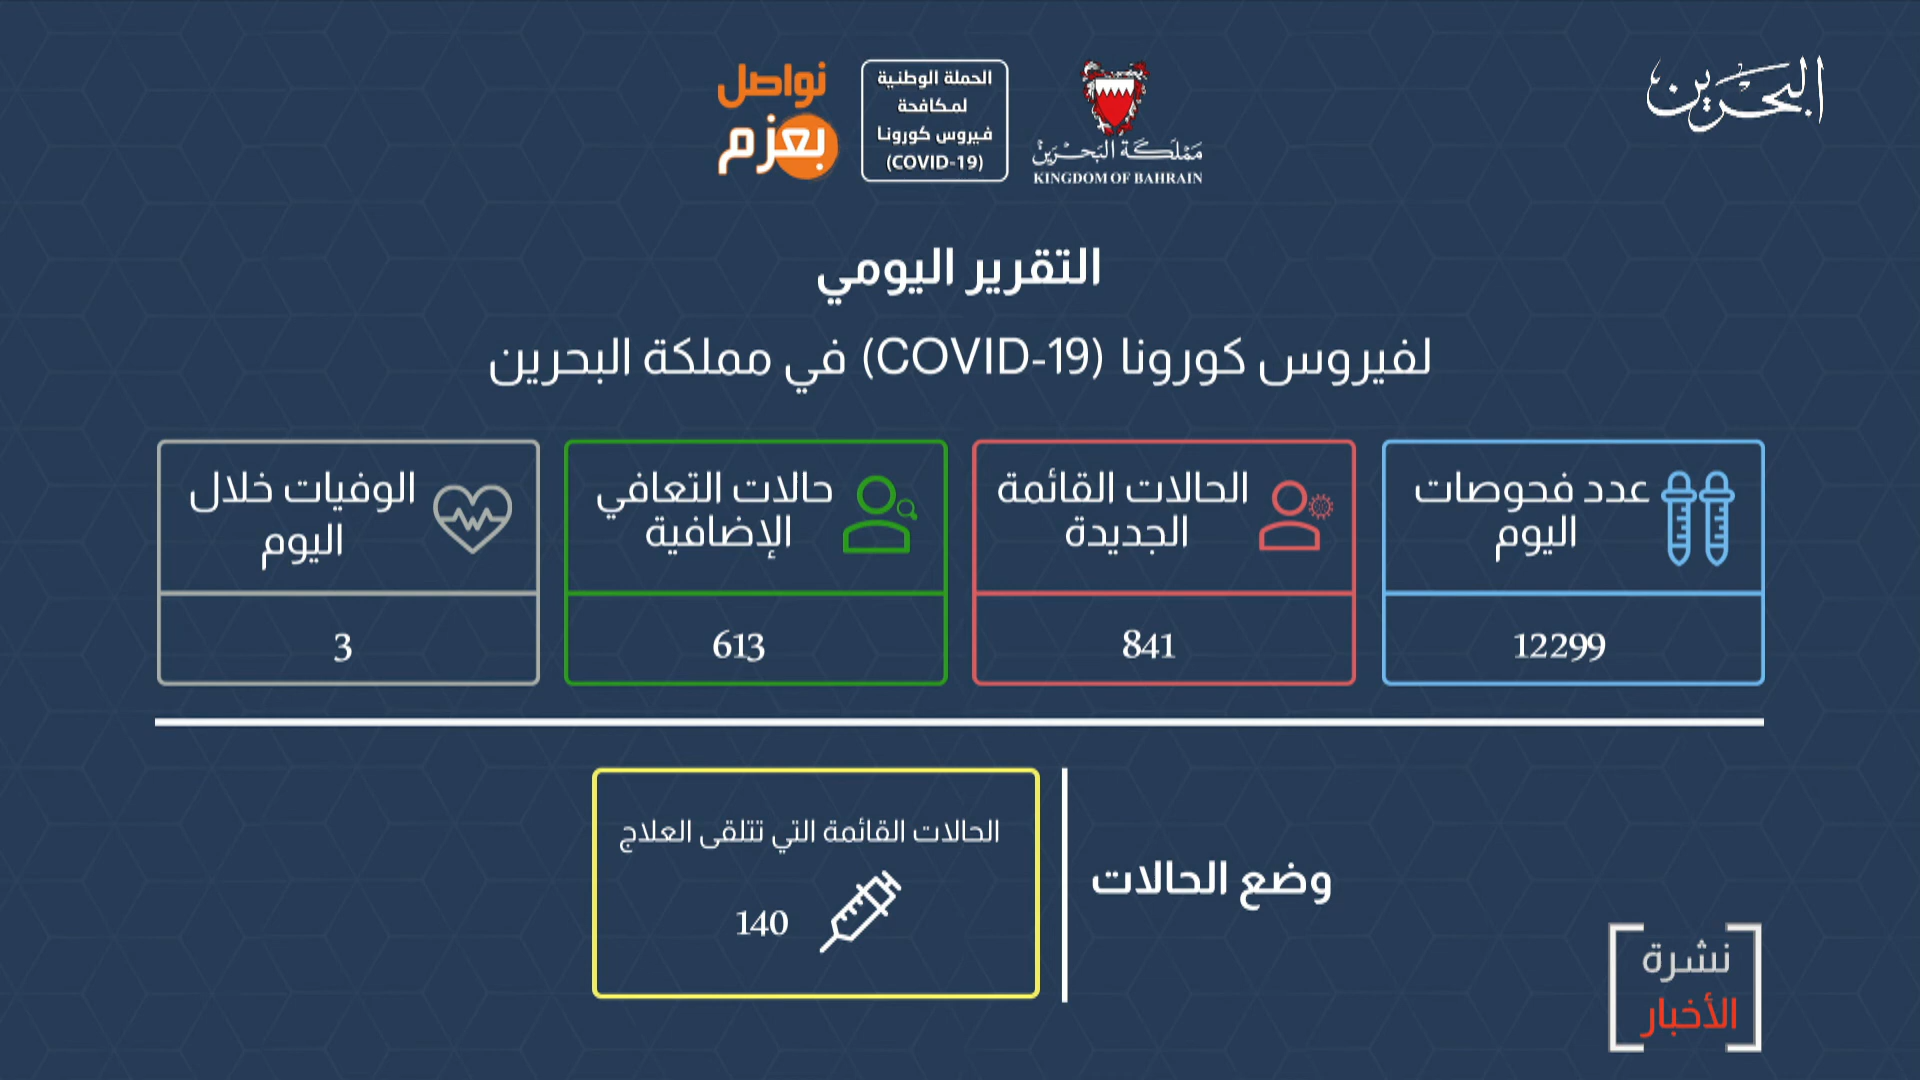 البحرين
مملكة البحرين
KINGDOM OF BAHRAIN
الحملة الوطنية
لمكافحة
فيروس كورونا
(COVID-19)
نواصل
بعزم
التقرير اليومي
لفيروس كورونا (COVID-19) في مملكة البحرين
عدد فحوصات
اليوم
12299
الحالات القائمة
الجديدة
841
حالات التعافي
الإضافية
613
الوفيات خلال
اليوم
3
وضع الحالات
الحالات القائمة التي تتلقى العلاج
140
نشرة
الأخبار